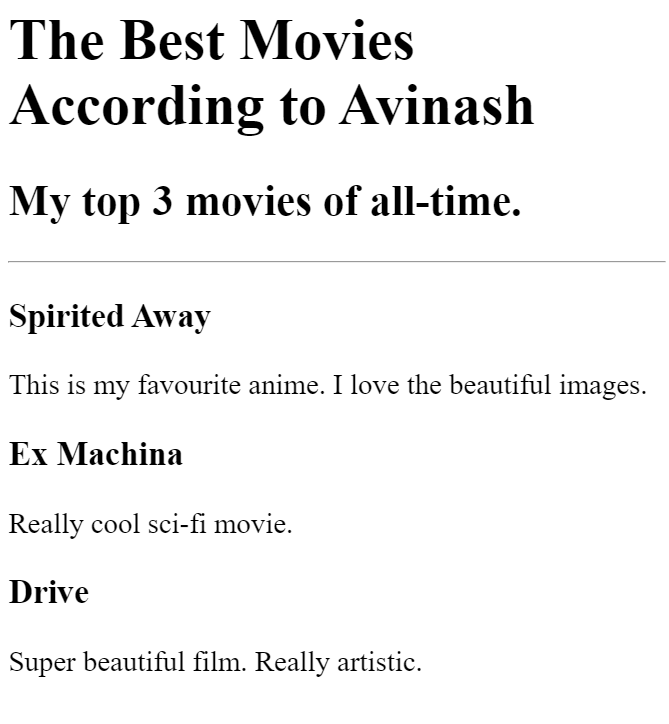 The Best Movies
According to Avinash
My top 3 movies of all-time.
Spirited Away
This is my favourite anime. I love the beautiful images.
Ex Machina
Really cool sci-fi movie.
Drive
Super beautiful film. Really artistic.